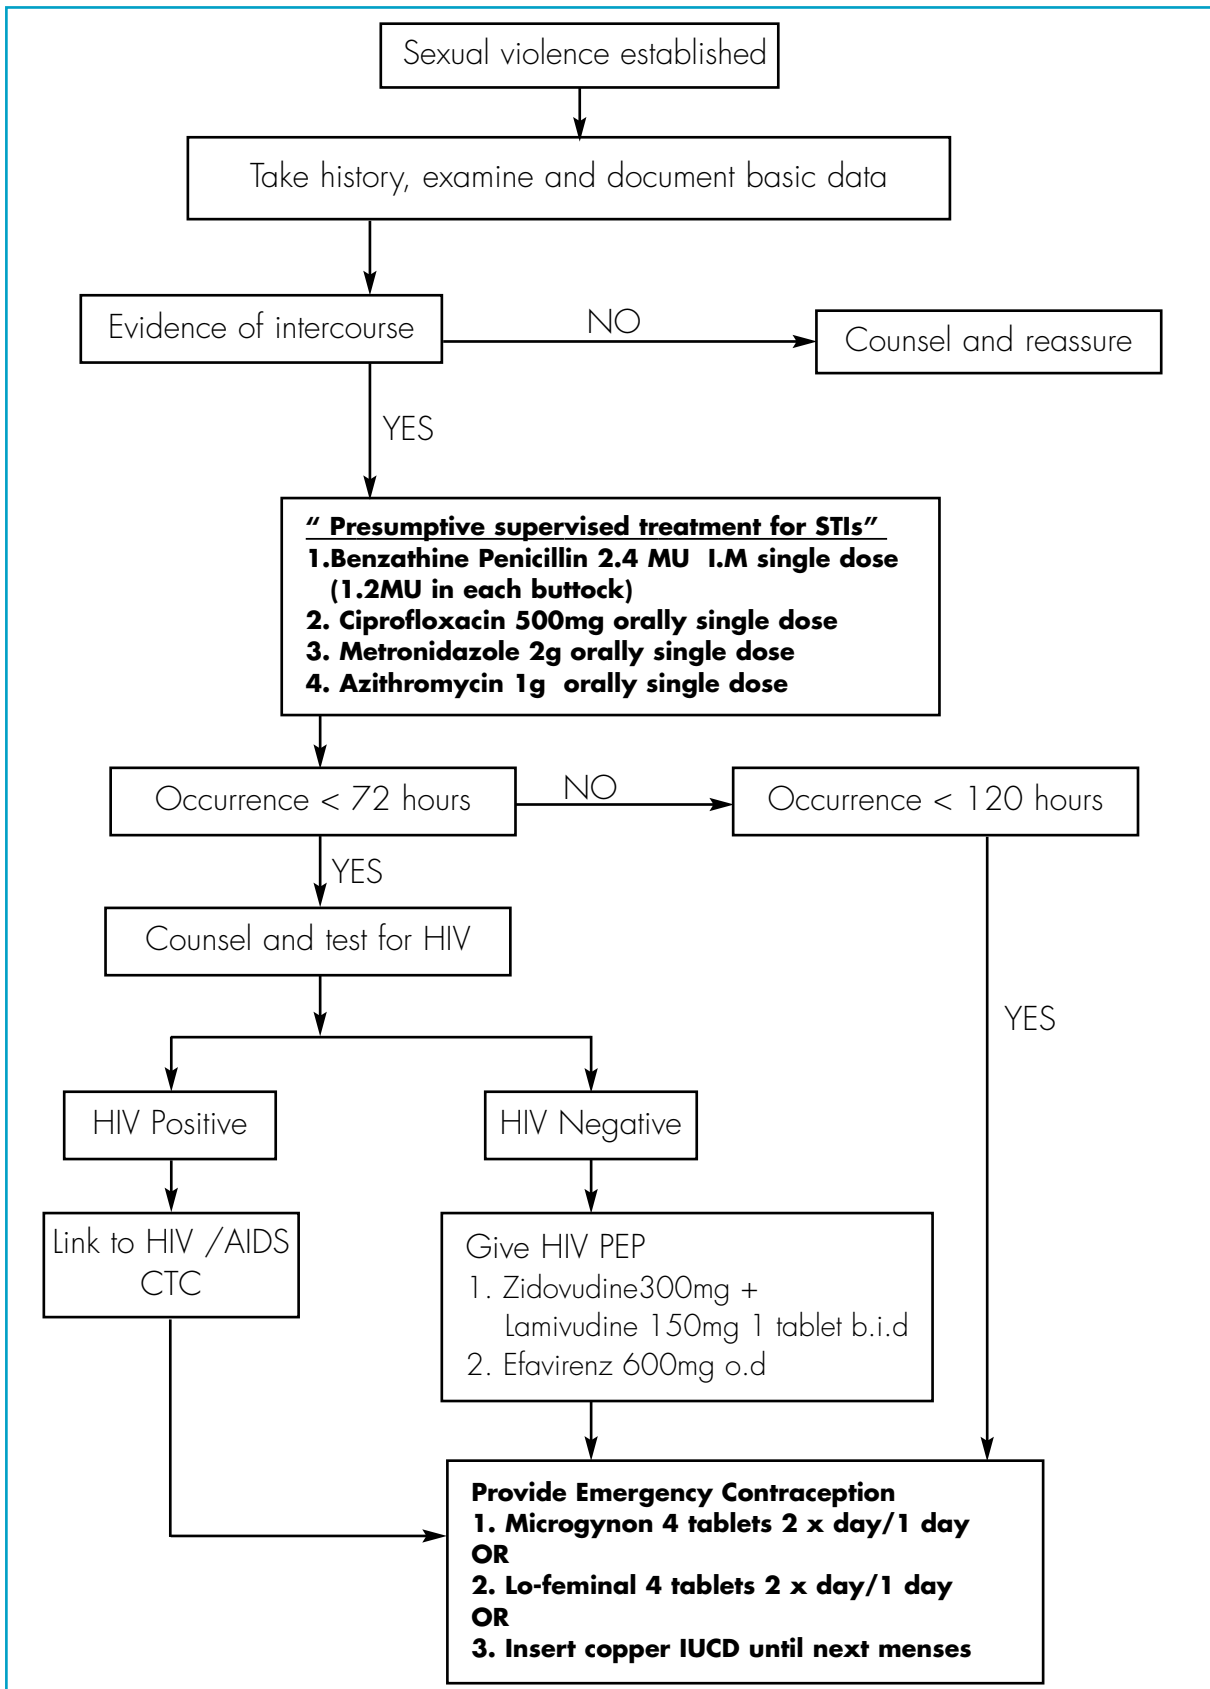 Sexual violence established
Take history, examine and document basic data
Evidence of intercourse
NO
Counsel and reassure
YES
“ Presumptive supervised treatment for STIs”
1.Benzathine Penicillin 2.4 MU I.M single dose
(1.2MU in each buttock)
2. Ciprofloxacin 500mg orally single dose
3. Metronidazole 2g orally single dose
4. Azithromycin 1g orally single dose
Occurrence < 72 hours
NO
Occurrence < 120 hours
YES
Counsel and test for HIV
YES
HIV Positive
HIV Negative
Link to HIV /AIDS
CTC
Give HIV PEP
1. Zidovudine300mg +
Lamivudine 150mg 1 tablet b.i.d
2. Efavirenz 600mg o.d
Provide Emergency Contraception
1. Microgynon 4 tablets 2 x day/1 day
OR
2. Lo-feminal 4 tablets 2 x day/1 day
OR
3. Insert copper IUCD until next menses